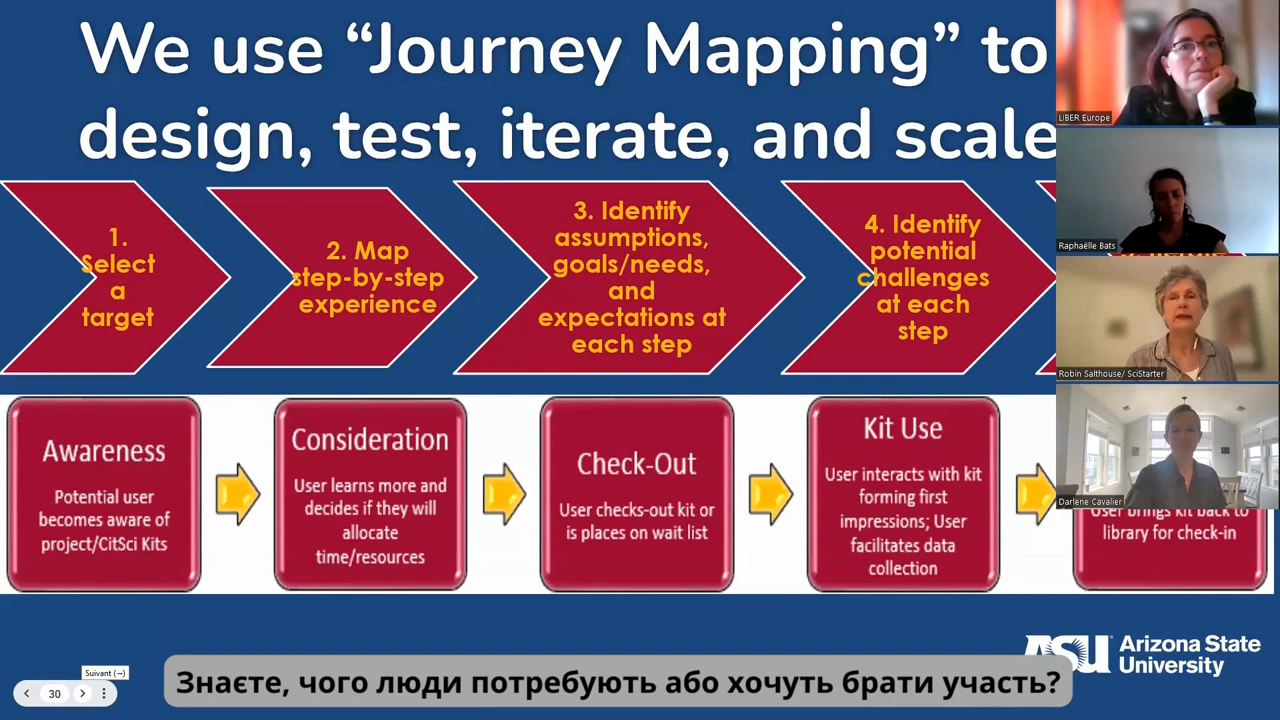 We use “Journey Mapping” to
design, test, iterate, and scale
1.
Select
a
target
2. Map
step-by-step
experience
3. Identify
assumptions,
goals/needs,
and
expectations at
each step
4. Identify
potential
challenges
at each
step
Awareness
Potential user
becomes aware of
project/CitSci Kits
Consideration
User learns more and
decides if they will
allocate
time/resources
Check-Out
User checks-out kit or
is places on wait list
Kit Use
User interacts with kit
forming first
impressions; User
facilitates data
collection
User brings kit back to
library for check-in
LIBER Europe
Raphaëlle Bats
Robin Salthouse/ SciStarter
Darlene Cavalier
ASU Arizona State
University
Suivant (→)
30
Знаєте, чого люди потребують або хочуть брати участь?